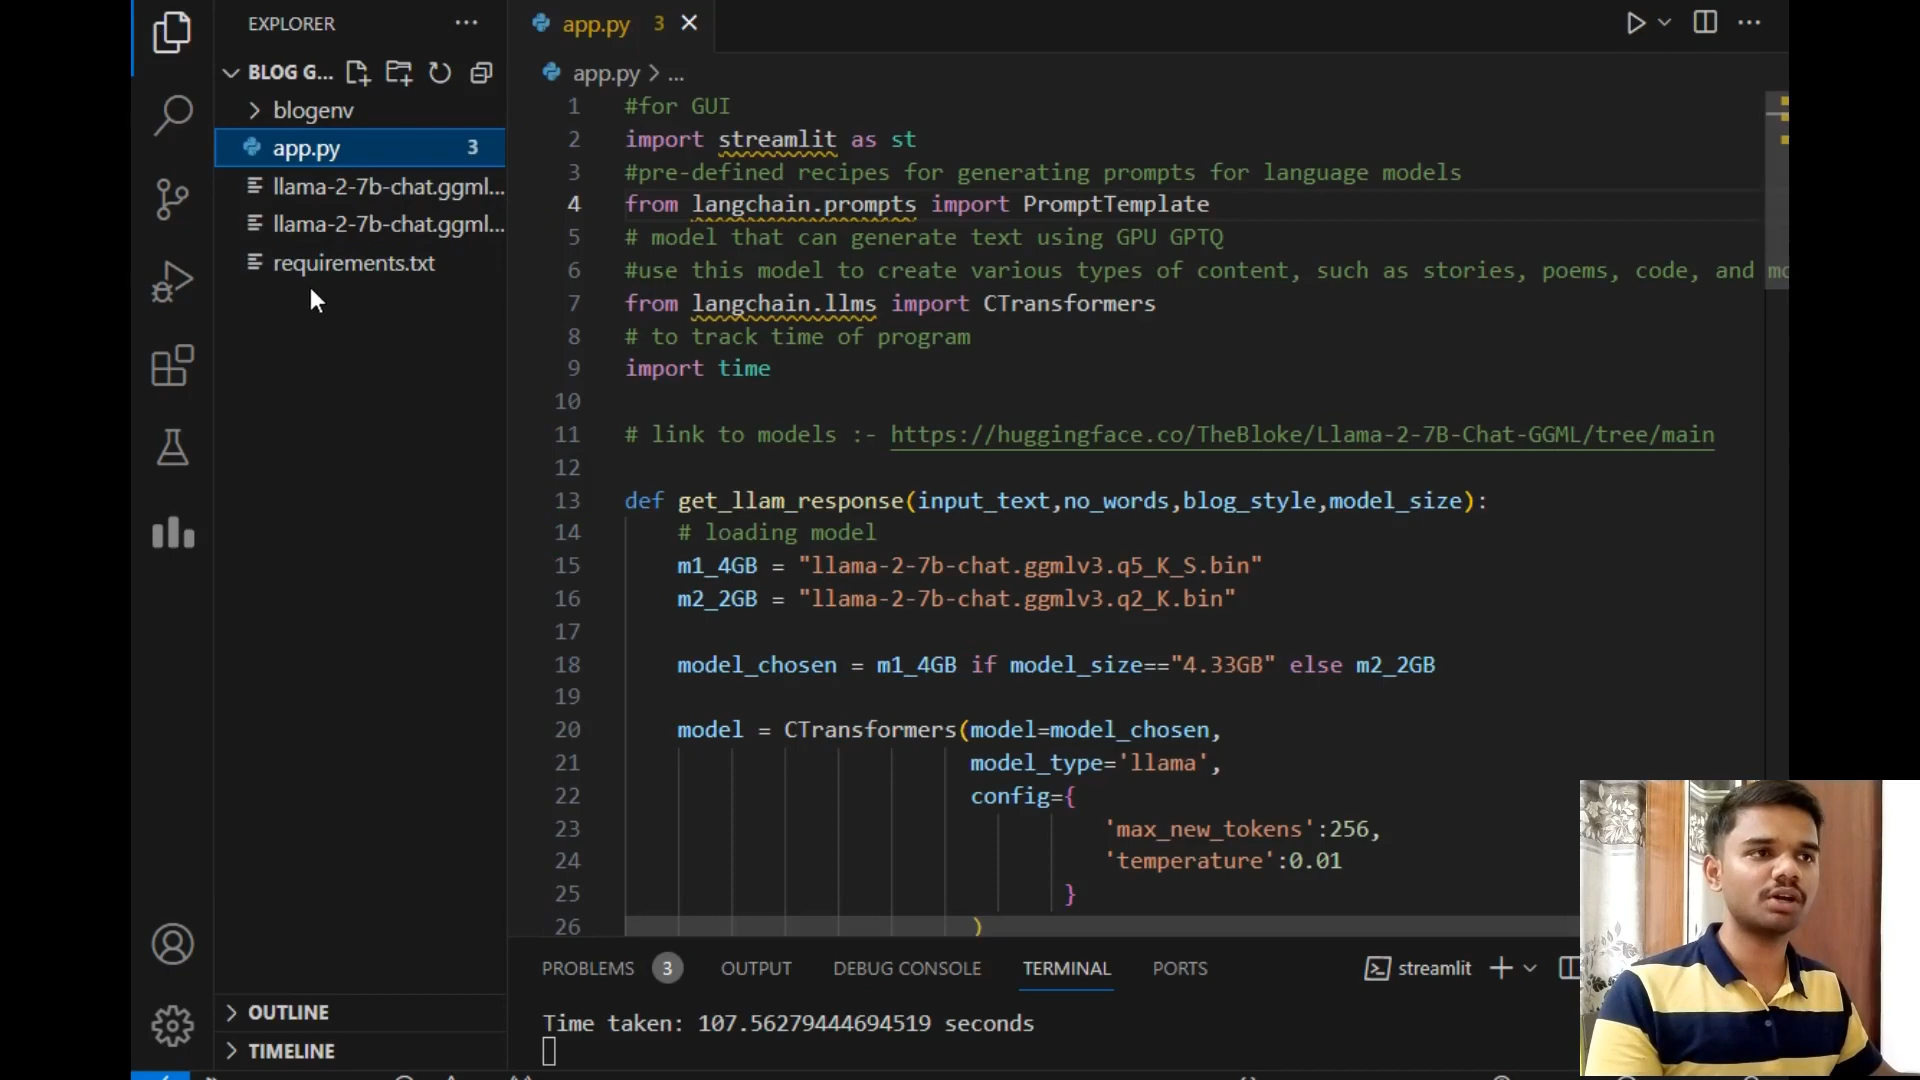 EXPLORER
BLOG G...
blogenv
app.py 3
llama-2-7b-chat.ggml...
llama-2-7b-chat.ggml...
requirements.txt
OUTLINE
TIMELINE
app.py 3
app.py > ...
1 #for GUI
2 import streamlit as st
3 #pre-defined recipes for generating prompts for language models
4 from langchain.prompts import PromptTemplate
5 # model that can generate text using GPU GPTQ
6 #use this model to create various types of content, such as stories, poems, code, and mo
7 from langchain.llms import CTransformers
8 # to track time of program
9 import time
10
11 # link to models :- https://huggingface.co/TheBloke/Llama-2-7B-Chat-GGML/tree/main
12
13 def get_llam_response(input_text,no_words,blog_style,model_size):
14 # loading model
15 m1_4GB = "llama-2-7b-chat.ggmlv3.q5_K_S.bin"
16 m2_2GB = "llama-2-7b-chat.ggmlv3.q2_K.bin"
17
18 model_chosen = m1_4GB if model_size=="4.33GB" else m2_2GB
19
20 model = CTransformers(model=model_chosen,
21 model_type='llama',
22 config={
23 'max_new_tokens':256,
24 'temperature':0.01
25 }
26 )
PROBLEMS 3 OUTPUT DEBUG CONSOLE TERMINAL PORTS streamlit
Time taken: 107.56279444694519 seconds